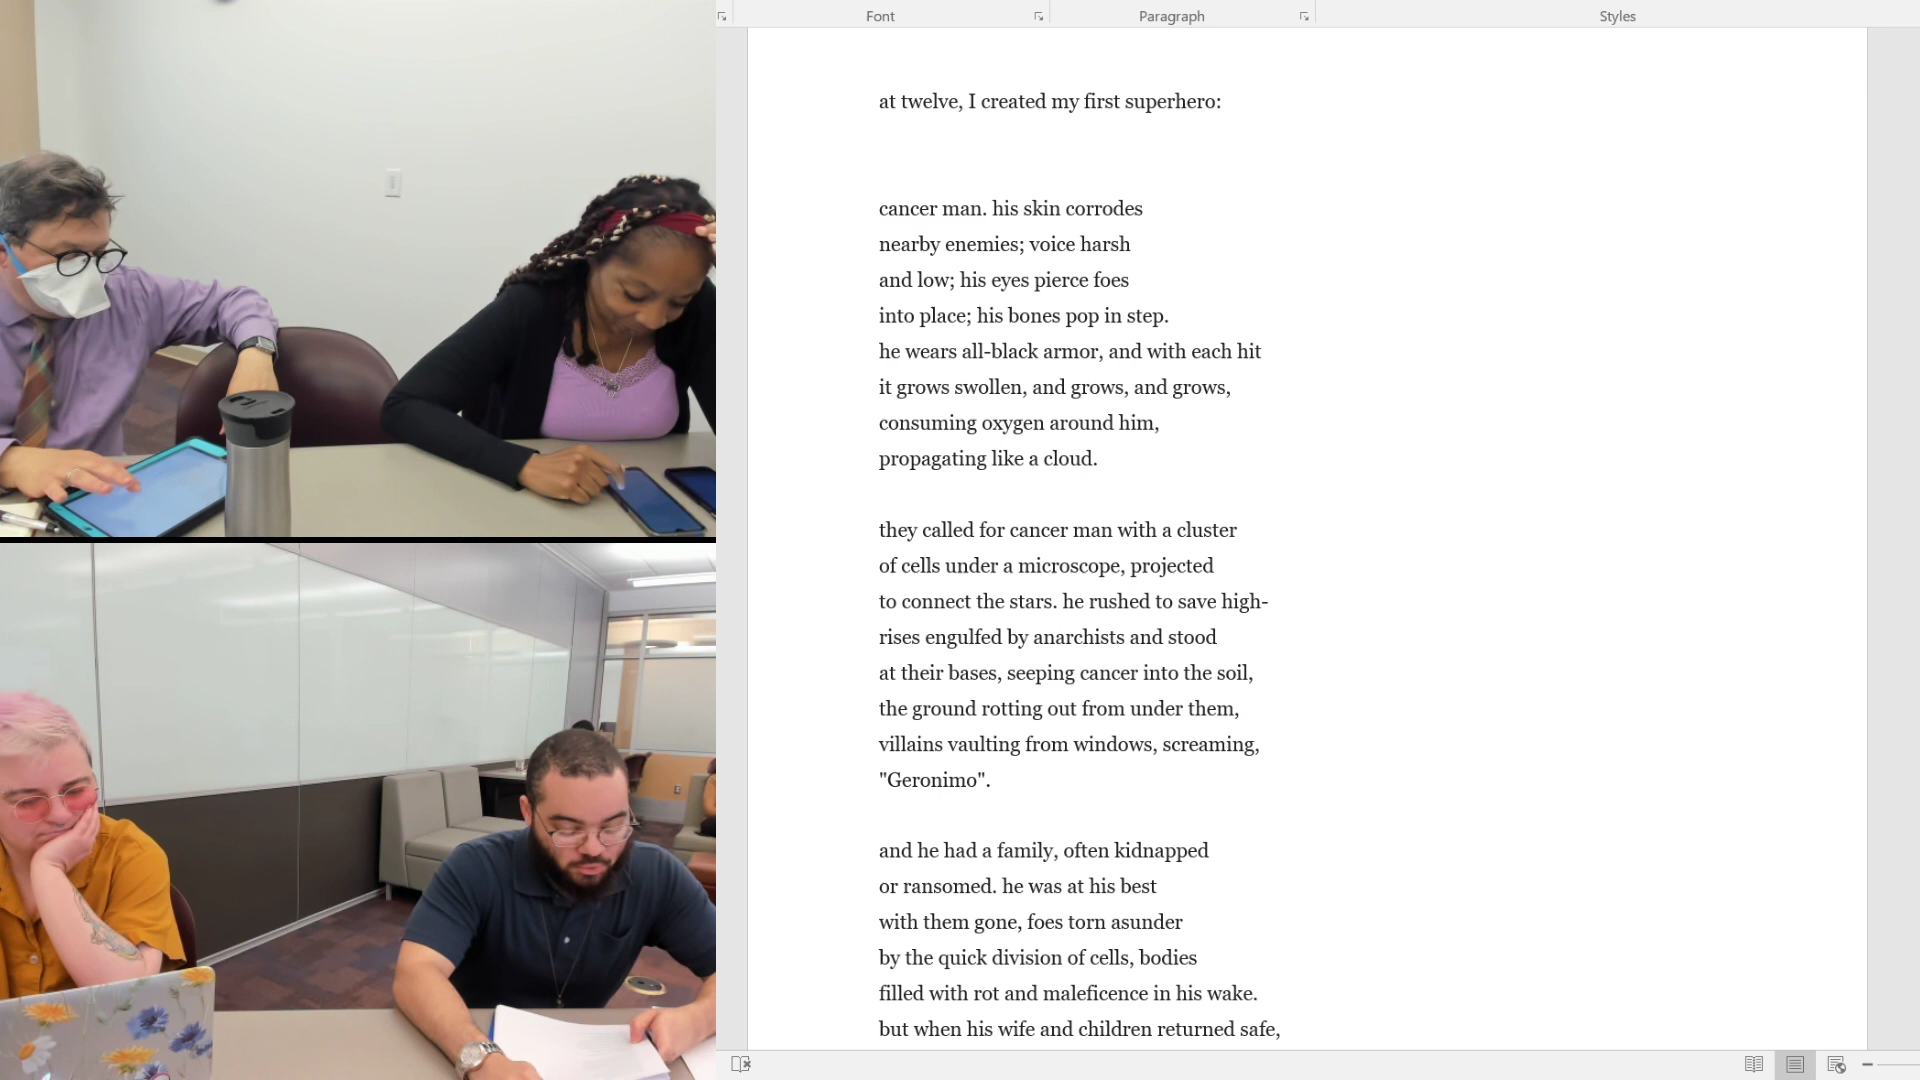 Font
Paragraph
Styles
at twelve, I created my first superhero:
cancer man. his skin corrodes
nearby enemies; voice harsh
and low; his eyes pierce foes
into place; his bones pop in step.
he wears all-black armor, and with each hit
it grows swollen, and grows, and grows,
consuming oxygen around him,
propagating like a cloud.
they called for cancer man with a cluster
of cells under a microscope, projected
to connect the stars. he rushed to save high-
rises engulfed by anarchists and stood
at their bases, seeping cancer into the soil,
the ground rotting out from under them,
villains vaulting from windows, screaming,
"Geronimo".
and he had a family, often kidnapped
or ransomed. he was at his best
with them gone, foes torn asunder
by the quick division of cells, bodies
filled with rot and maleficence in his wake.
but when his wife and children returned safe,